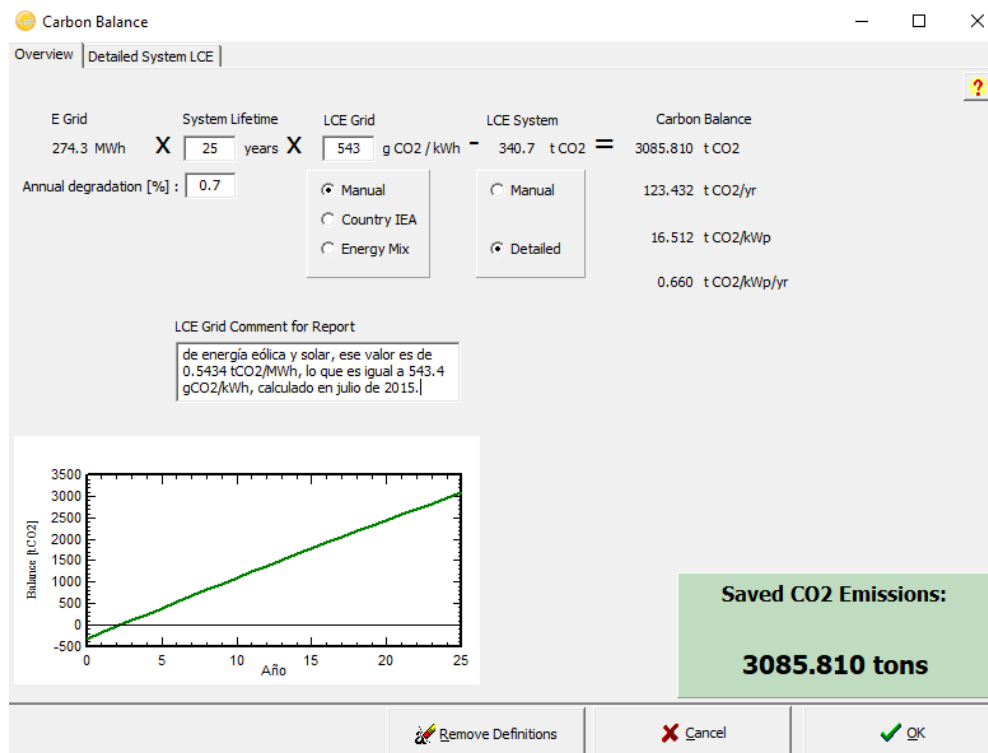 Carbon Balance
Overview Detailed System LCE
?
E Grid System Lifetime LCE Grid LCE System Carbon Balance
274.3 MWh X 25 years X 543 g CO2 / kWh - 340.7 t CO2 = 3085.810 t CO2
Annual degradation [%] : 0.7 Manual Manual 123.432 t CO2/yr
Country IEA
16.512 t CO2/kWp
Energy Mix Detailed
0.660 t CO2/kWp/yr
LCE Grid Comment for Report
de energía eólica y solar, ese valor es de
0.5434 tCO2/MWh, lo que es igual a 543.4
gCO2/kWh, calculado en julio de 2015.
3500
3000
2500
2000
1500
1000
500
0
-500
Balance [tCO2]
0 5 10 15 20 25
Año
Saved CO2 Emissions:
3085.810 tons
Remove Definitions Cancel OK